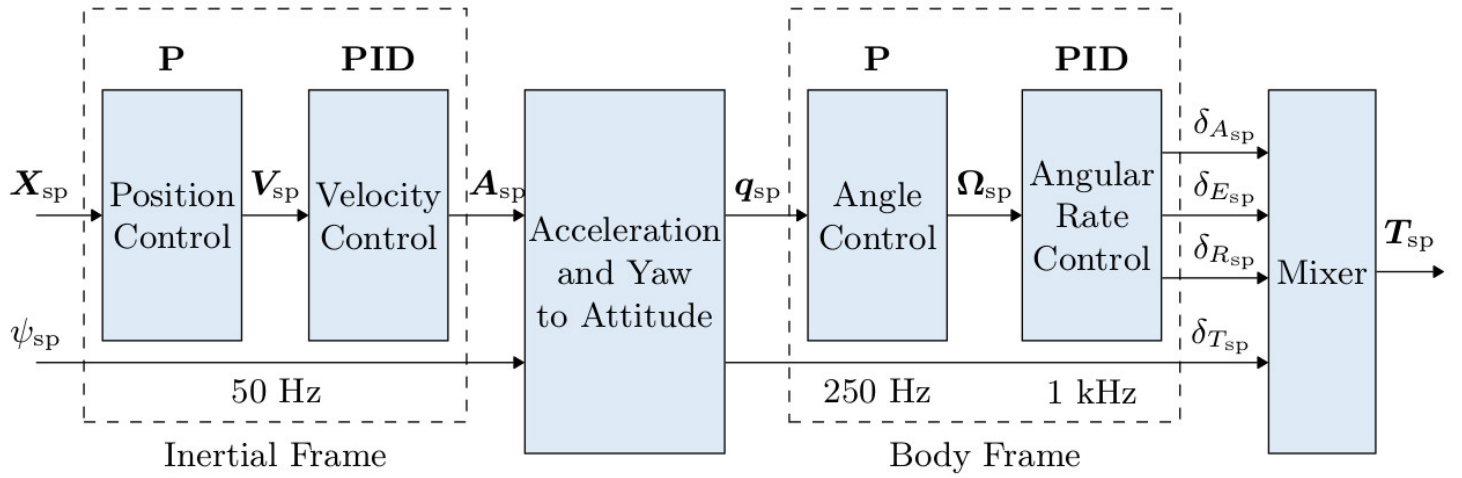 P
PID
P
PID
X_sp
Position
Control
V_sp
Velocity
Control
A_sp
Acceleration
and Yaw
to Attitude
q_sp
Angle
Control
Ω_sp
Angular
Rate
Control
δ_A_sp
δ_E_sp
δ_R_sp
δ_T_sp
Mixer
T_sp
ψ_sp
50 Hz
250 Hz
1 kHz
Inertial Frame
Body Frame